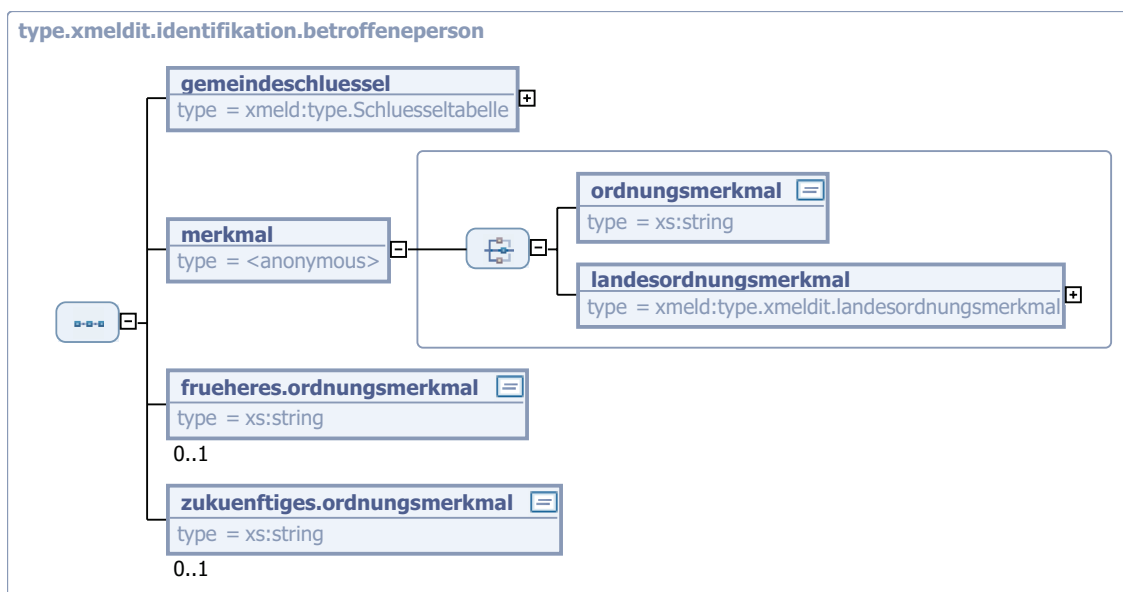 type.xmeldit.identifikation.betroffeneperson
gemeindeschluessel
type = xmeld:type.Schluesseltabelle
merkmal
type = <anonymous>
ordnungsmerkmal
type = xs:string
landesordnungsmerkmal
type = xmeld:type.xmeldit.landesordnungsmerkmal
frueheres.ordnungsmerkmal
type = xs:string
0..1
zukuenftiges.ordnungsmerkmal
type = xs:string
0..1